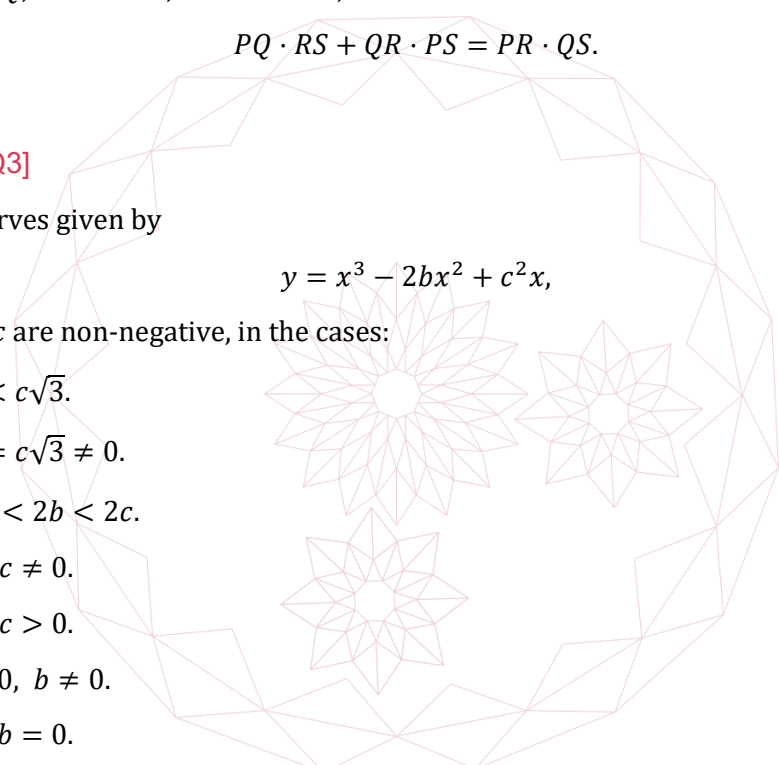 PQ · RS + QR · PS = PR · QS.
Q3]
rves given by
y = x³ − 2bx² + c²x,
c are non-negative, in the cases:
< c√3.
= c√3 ≠ 0.
< 2b < 2c.
c ≠ 0.
c > 0.
0, b ≠ 0.
b = 0.